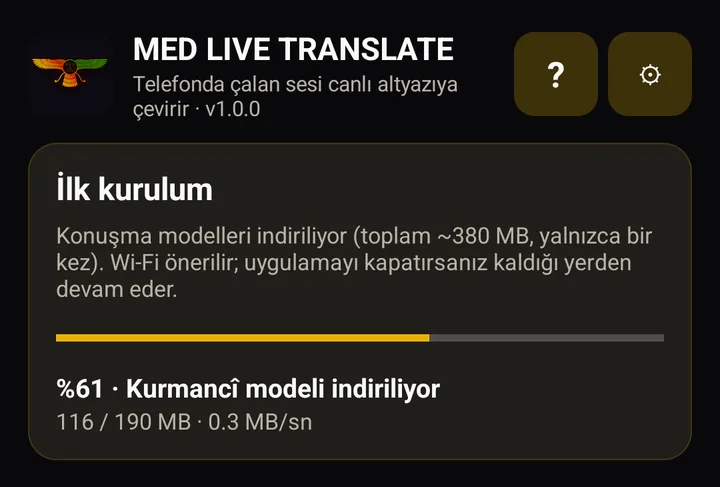 MED LIVE TRANSLATE
Telefonda çalan sesi canlı altyazıya
çevirir · v1.0.0
?
İlk kurulum
Konuşma modelleri indiriliyor (toplam ~380 MB, yalnızca bir
kez). Wi-Fi önerilir; uygulamayı kapatırsanız kaldığı yerden
devam eder.
%61 · Kurmancî modeli indiriliyor
116 / 190 MB · 0.3 MB/sn